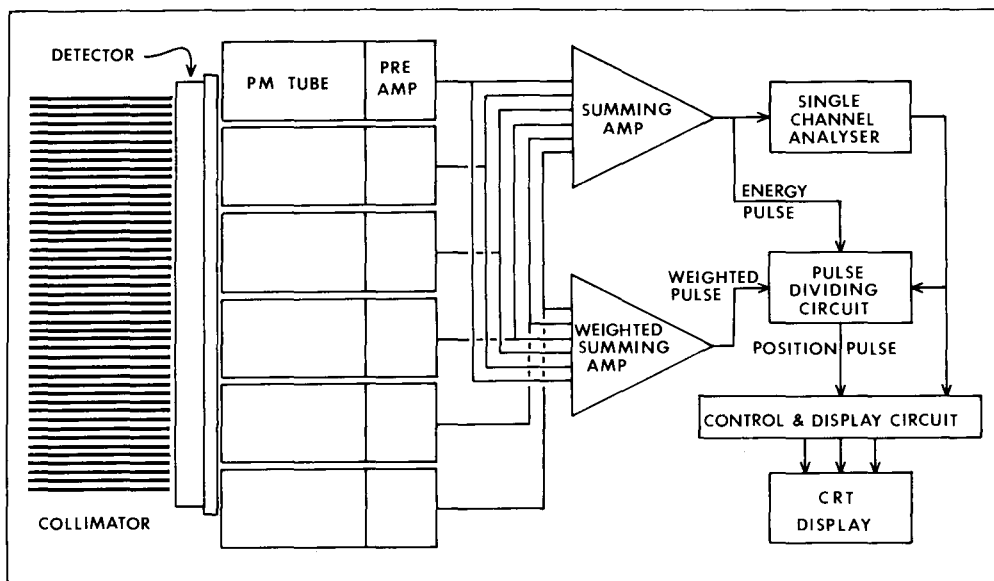 DETECTOR
PM TUBE
PRE
AMP
SUMMING
AMP
SINGLE
CHANNEL
ANALYSER
ENERGY
PULSE
WEIGHTED
PULSE
PULSE
DIVIDING
CIRCUIT
WEIGHTED
SUMMING
AMP
POSITION PULSE
CONTROL & DISPLAY CIRCUIT
CRT
DISPLAY
COLLIMATOR